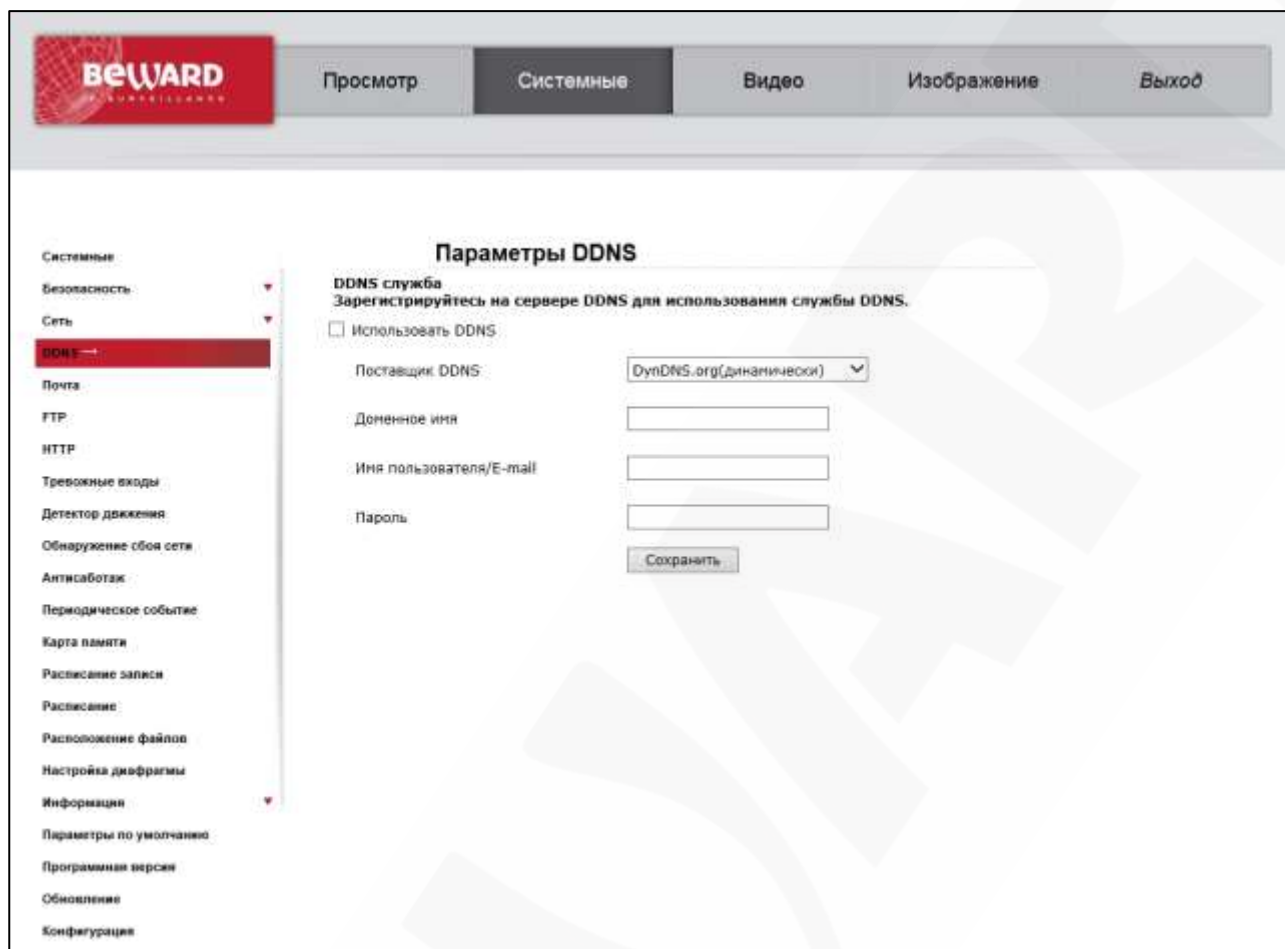 BEWARD
Просмотр
Системные
Видео
Изображение
Выход
Системные
Безопасность
Сеть
DDNS
Почта
FTP
HTTP
Тревожные входы
Детектор движения
Обнаружение сбоя сети
Антисаботаж
Периодическое событие
Карта памяти
Расписание записи
Расписание
Расположение файлов
Настройка диафрагмы
Информация
Параметры по умолчанию
Программная версия
Обновление
Конфигурация
Параметры DDNS
DDNS служба
Зарегистрируйтесь на сервере DDNS для использования службы DDNS.
Использовать DDNS
Поставщик DDNS
DynDNS.org(динамически)
Доменное имя
Имя пользователя/E-mail
Пароль
Сохранить